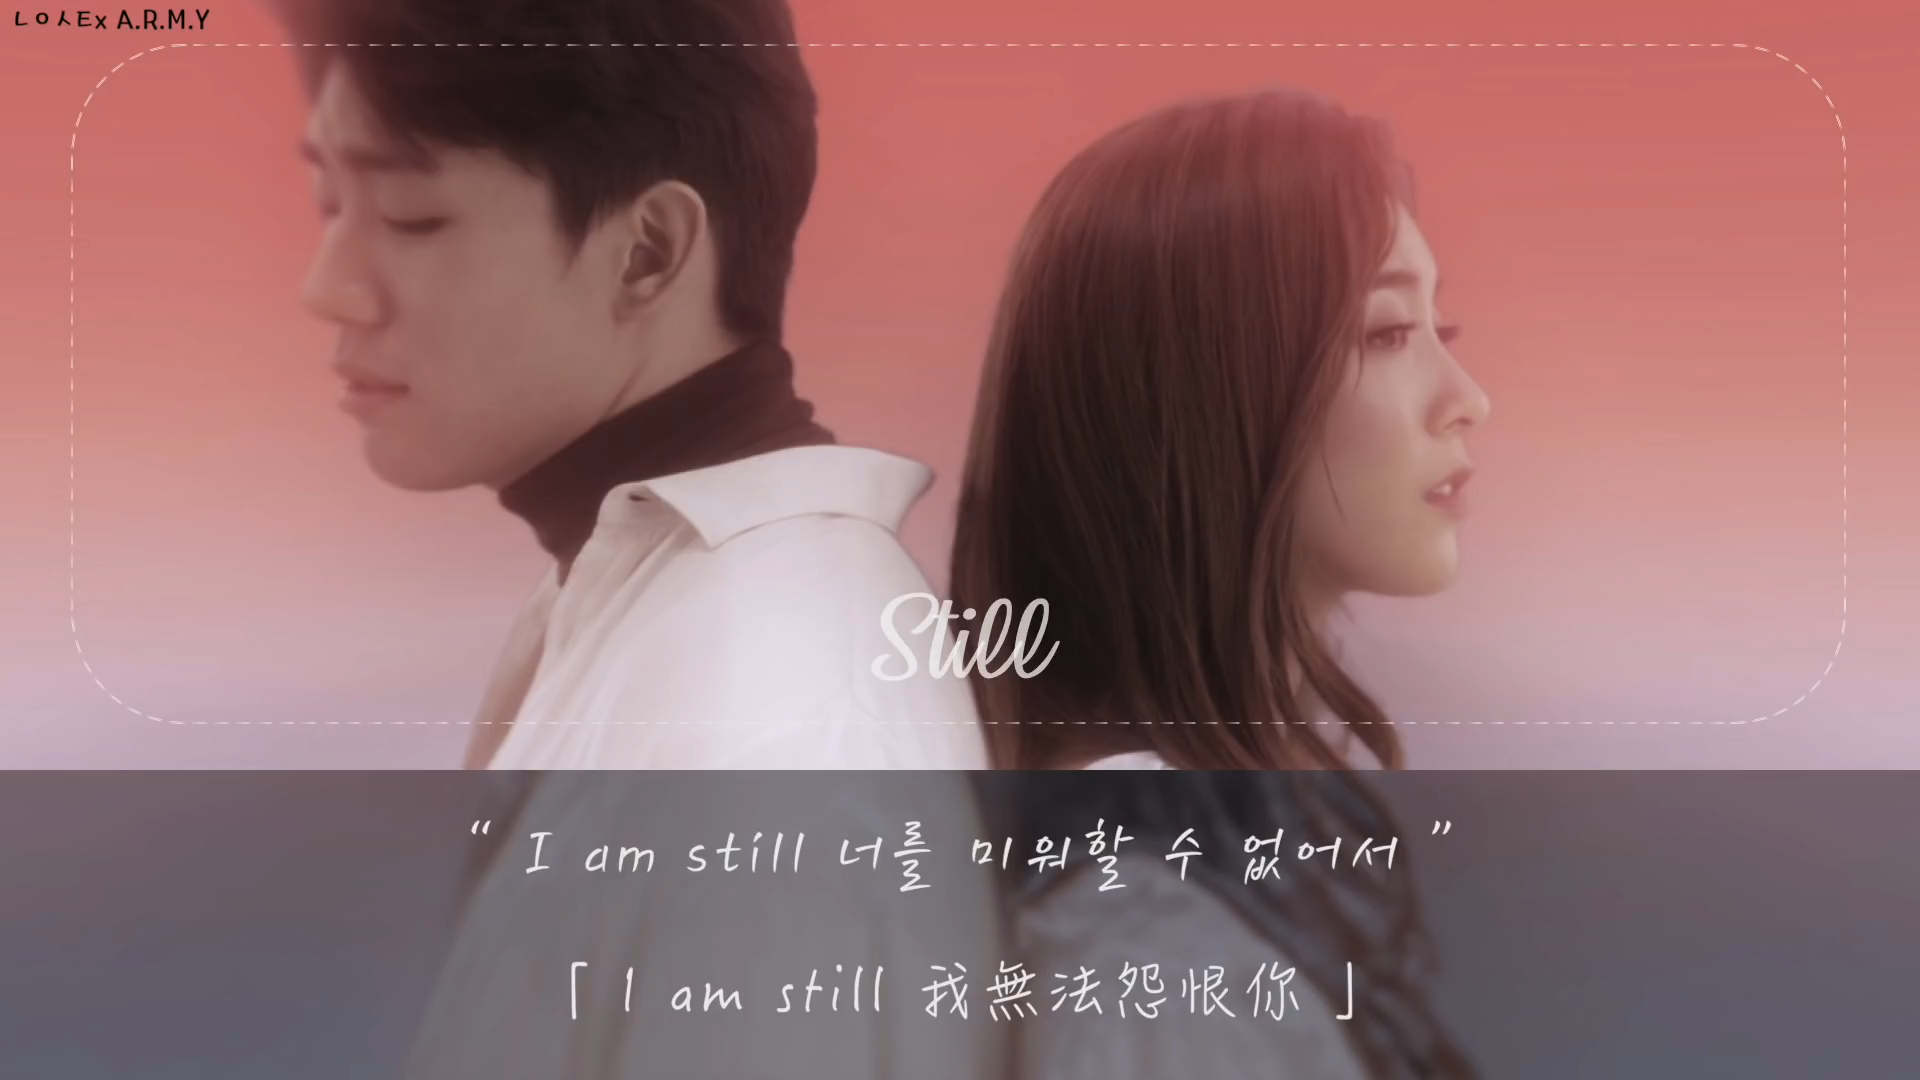 ㄴㅇㅅEx A.R.M.Y
Still
“ I am still 너를 미워할 수 없어서 ”
「 I am still 我無法怨恨你 」